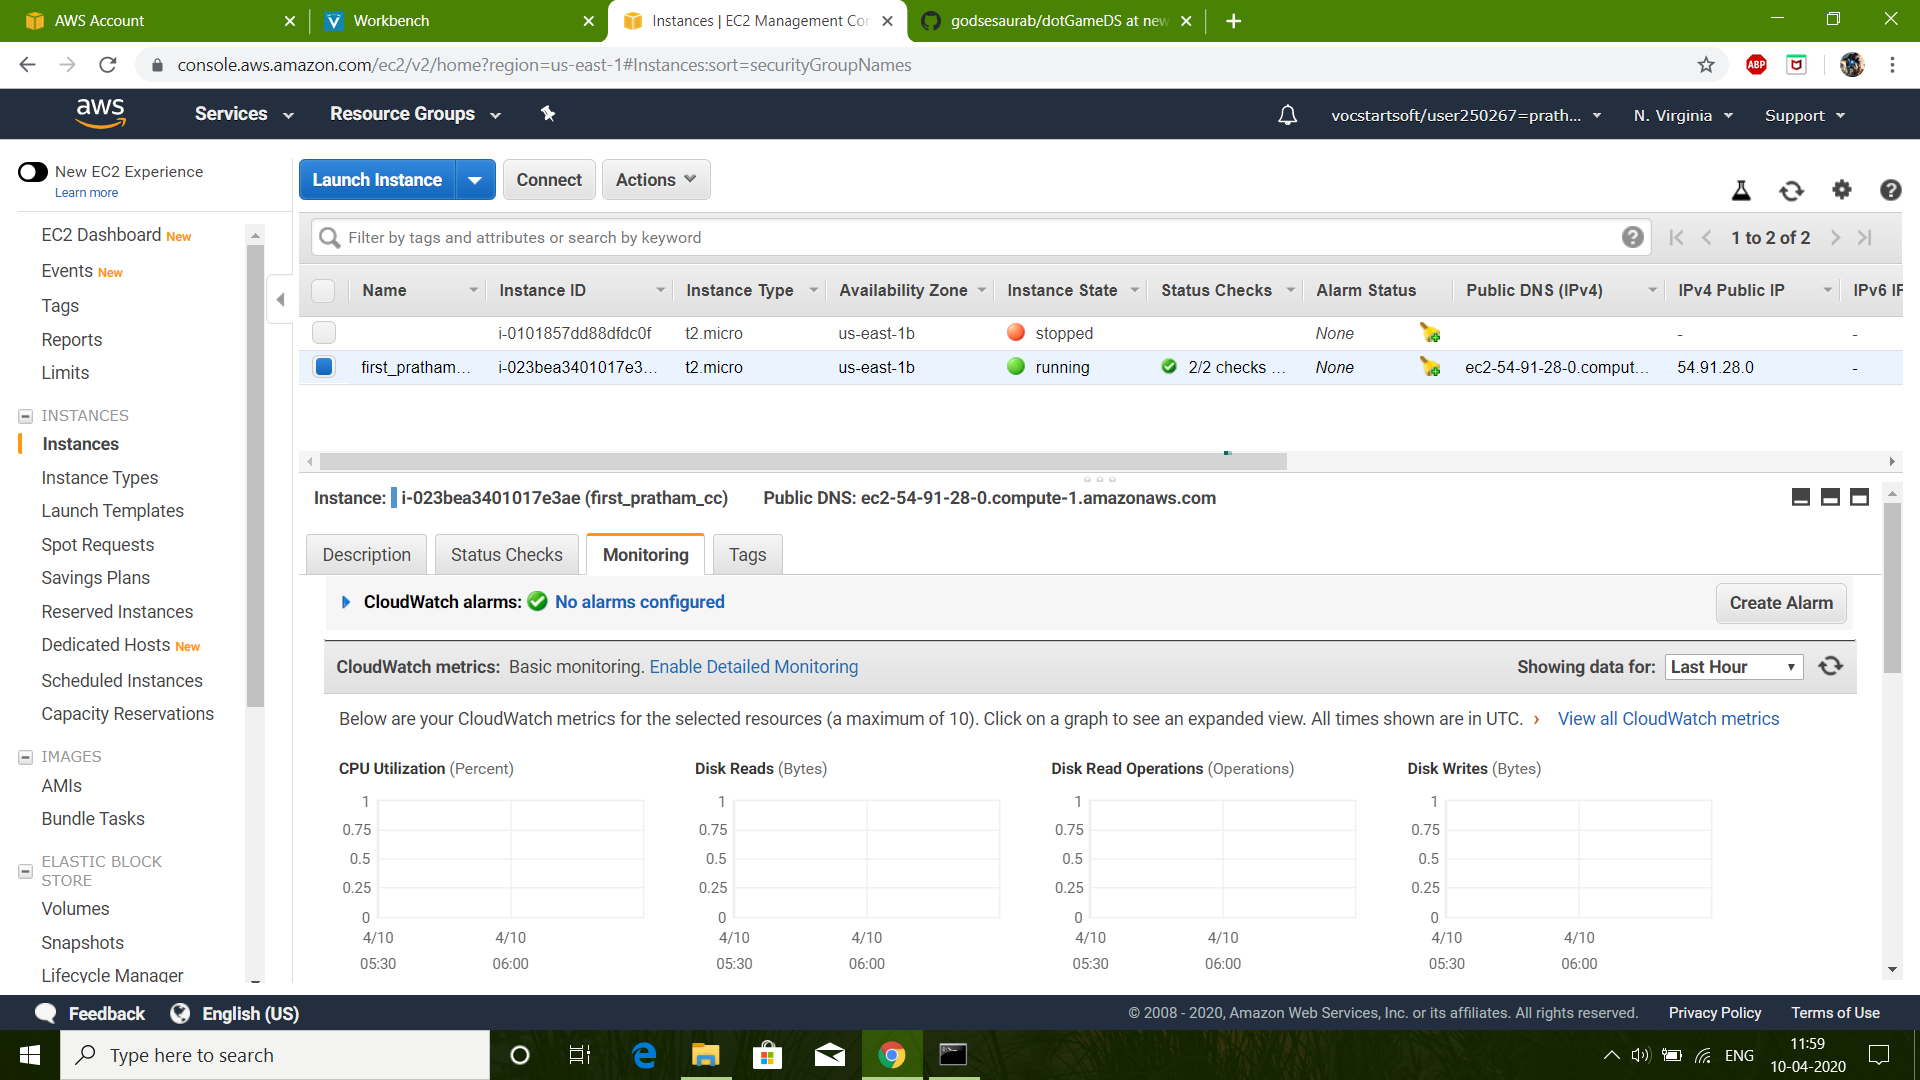 AWS Account
Workbench
Instances | EC2 Management Con
godsesaurab/dotGameDS at new
console.aws.amazon.com/ec2/v2/home?region=us-east-1#Instances:sort=securityGroupNames
ABP
aws
Services
Resource Groups
vocstartsoft/user250267=prath...
N. Virginia
Support
New EC2 Experience
Learn more
Launch Instance
Connect
Actions
EC2 Dashboard New
Events New
Tags
Reports
Limits
INSTANCES
Instances
Instance Types
Launch Templates
Spot Requests
Savings Plans
Reserved Instances
Dedicated Hosts New
Scheduled Instances
Capacity Reservations
IMAGES
AMIs
Bundle Tasks
ELASTIC BLOCK
STORE
Volumes
Snapshots
Lifecycle Manager
Filter by tags and attributes or search by keyword
1 to 2 of 2
Name Instance ID Instance Type Availability Zone Instance State Status Checks Alarm Status Public DNS (IPv4) IPv4 Public IP IPv6 IP
i-0101857dd88dfdc0f t2.micro us-east-1b stopped None - -
first_pratham... i-023bea3401017e3... t2.micro us-east-1b running 2/2 checks ... None ec2-54-91-28-0.comput... 54.91.28.0 -
Instance: i-023bea3401017e3ae (first_pratham_cc) Public DNS: ec2-54-91-28-0.compute-1.amazonaws.com
Description Status Checks Monitoring Tags
CloudWatch alarms: No alarms configured
Create Alarm
CloudWatch metrics: Basic monitoring. Enable Detailed Monitoring
Showing data for: Last Hour
Below are your CloudWatch metrics for the selected resources (a maximum of 10). Click on a graph to see an expanded view. All times shown are in UTC. › View all CloudWatch metrics
CPU Utilization (Percent)
1
0.75
0.5
0.25
0
4/10 4/10
05:30 06:00
Disk Reads (Bytes)
1
0.75
0.5
0.25
0
4/10 4/10
05:30 06:00
Disk Read Operations (Operations)
1
0.75
0.5
0.25
0
4/10 4/10
05:30 06:00
Disk Writes (Bytes)
1
0.75
0.5
0.25
0
4/10 4/10
05:30 06:00
Feedback
English (US)
© 2008 - 2020, Amazon Web Services, Inc. or its affiliates. All rights reserved.
Privacy Policy
Terms of Use
Type here to search
ENG
11:59
10-04-2020